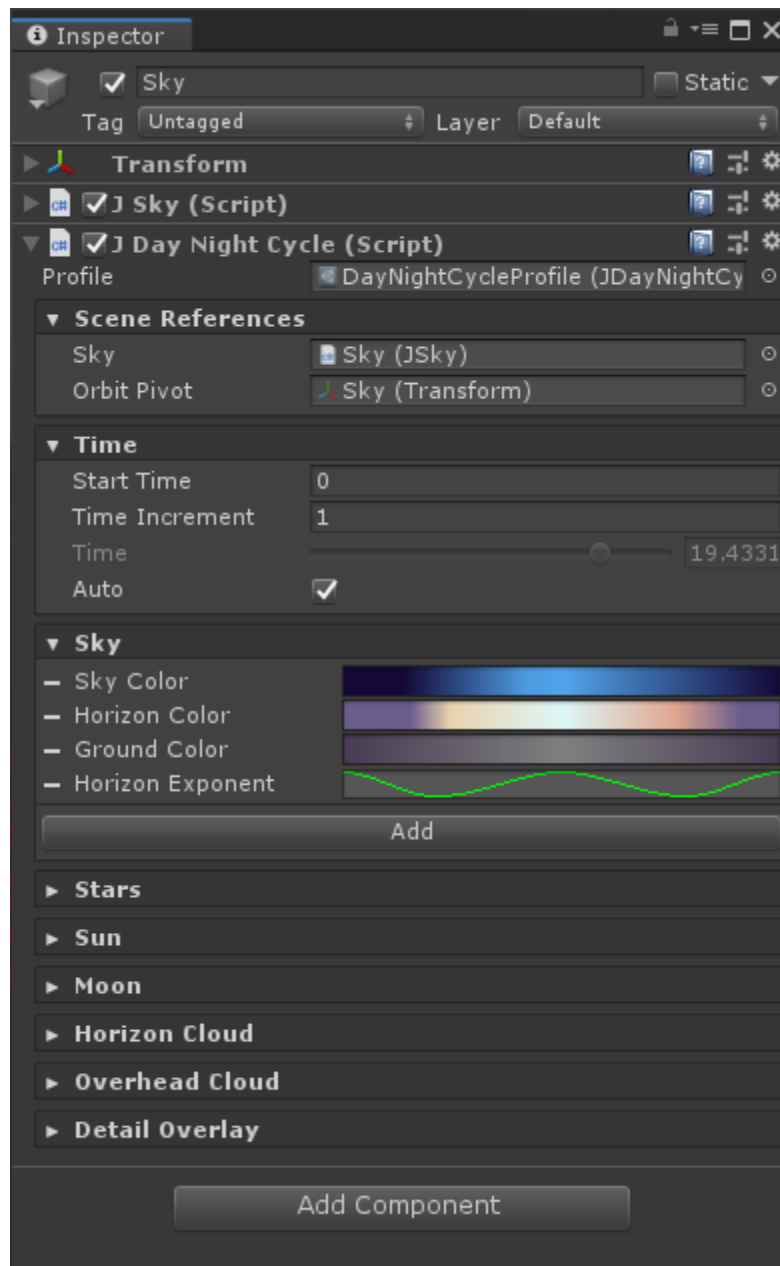 Inspector
Sky Static
Tag Untagged Layer Default
Transform
J Sky (Script)
J Day Night Cycle (Script)
Profile DayNightCycleProfile (JDayNightCy
Scene References
Sky Sky (JSky)
Orbit Pivot Sky (Transform)
Time
Start Time 0
Time Increment 1
Time 19.4331
Auto
Sky
Sky Color
Horizon Color
Ground Color
Horizon Exponent
Add
Stars
Sun
Moon
Horizon Cloud
Overhead Cloud
Detail Overlay
Add Component